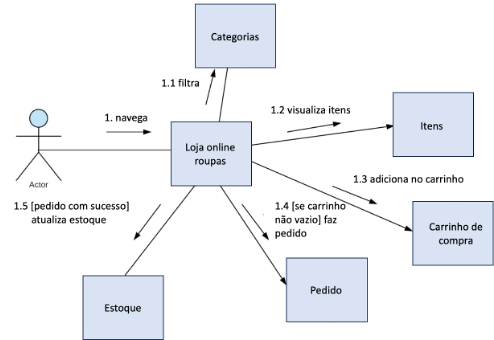 Categorias
1.1 filtra
1. navega
1.2 visualiza itens
Itens
Loja online
roupas
Actor
1.3 adiciona no carrinho
1.5 [pedido com sucesso]
atualiza estoque
1.4 [se carrinho
não vazio] faz
pedido
Carrinho de
compra
Estoque
Pedido